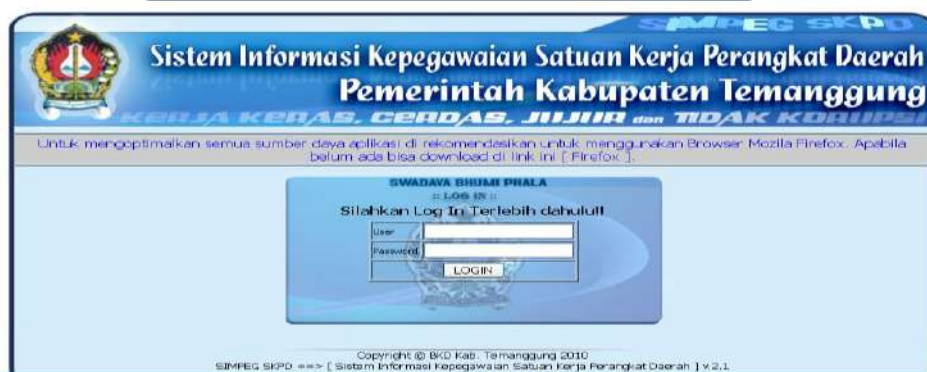 SIMPEG SKPD
Sistem Informasi Kepegawaian Satuan Kerja Perangkat Daerah
Pemerintah Kabupaten Temanggung
KERJA KERAS, CERDAS, JUJUR dan TIDAK KORUPSI
Untuk mengoptimalkan semua sumber daya aplikasi di rekomendasikan untuk menggunakan Browser Mozila Firefox. Apabila
belum ada bisa download di link ini [ Firefox ].
SWADAYA BHUMI PHALA
:: LOG IN ::
Silahkan Log In Terlebih dahulu!!
User
Password
LOGIN
Copyright @ BKD Kab. Temanggung 2010
SIMPEG SKPD ==> [ Sistem Informasi Kepegawaian Satuan Kerja Perangkat Daerah ] v.2.1